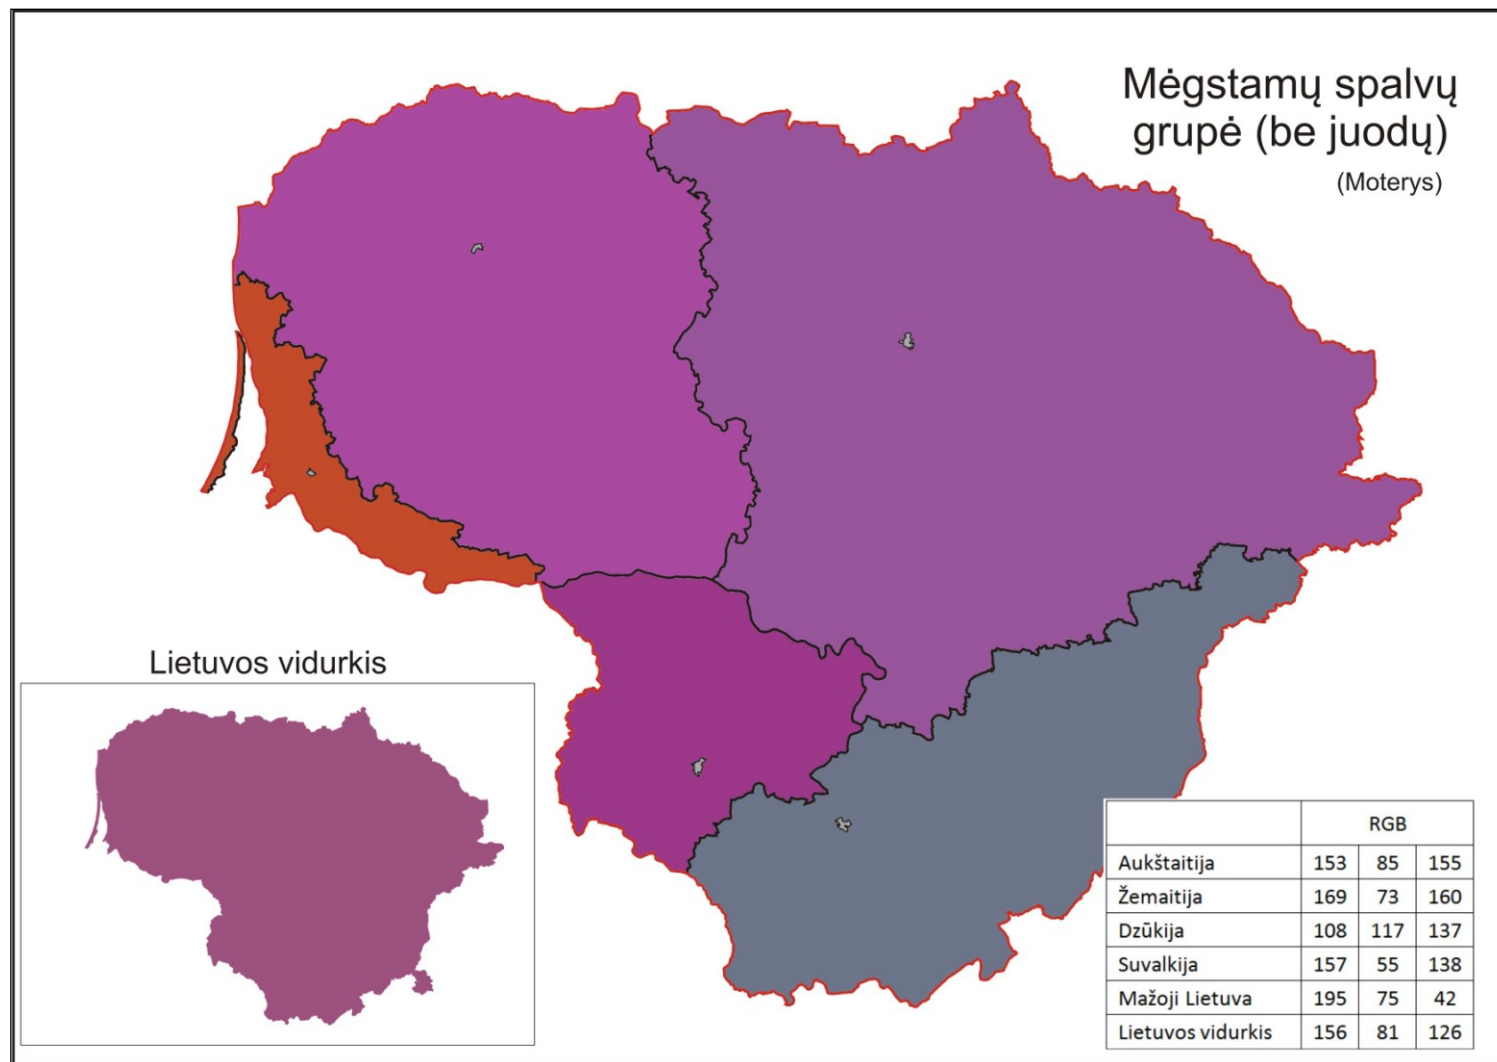 Mėgstamų spalvų
grupė (be juodų)
(Moterys)
Lietuvos vidurkis
RGB
Aukštaitija 153 85 155
Žemaitija 169 73 160
Dzūkija 108 117 137
Suvalkija 157 55 138
Mažoji Lietuva 195 75 42
Lietuvos vidurkis 156 81 126